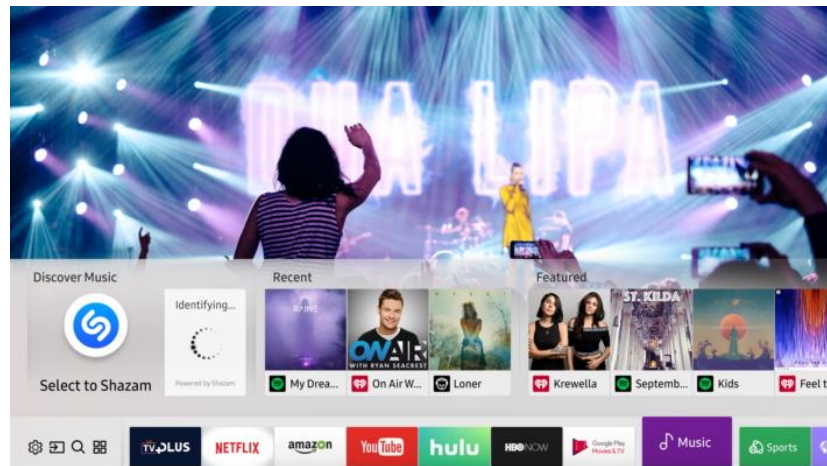 DUA LIPA
Discover Music
Select to Shazam
Identifying...
Powered by Shazam
Recent
ON AIR
WITH RYAN SEACREST
My Drea...
On Air W...
Loner
Featured
ST. KILDA
Krewella
Septemb...
Kids
Feel t
TV PLUS
NETFLIX
amazon
YouTube
hulu
HBO NOW
Google Play
Movies & TV
Music
Sports